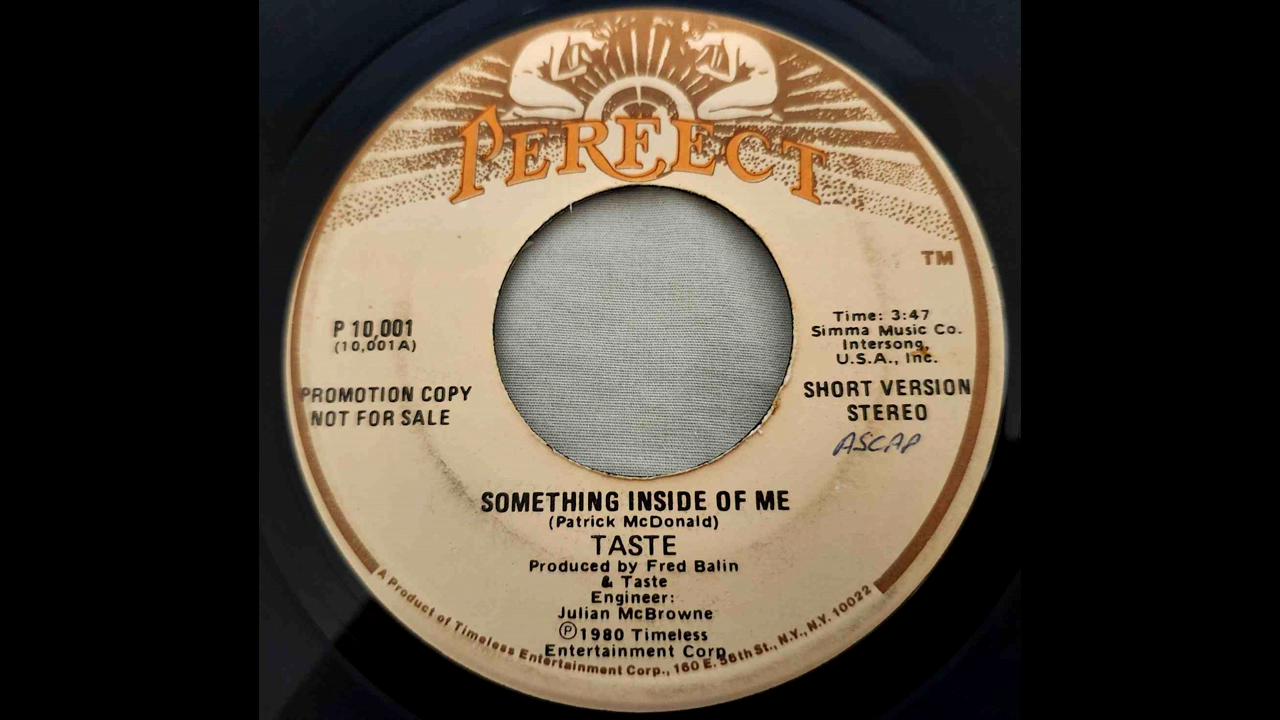 PERFECT
TM
P 10,001
(10,001A)
PROMOTION COPY
NOT FOR SALE
Time: 3:47
Simma Music Co.
Intersong,
U.S.A., Inc.
SHORT VERSION
STEREO
ASCAP
SOMETHING INSIDE OF ME
(Patrick McDonald)
TASTE
Produced by Fred Balin
& Taste
Engineer:
Julian McBrowne
Ⓟ1980 Timeless
Entertainment Corp.
A Product of Timeless Entertainment Corp., 160 E. 56th St., N.Y., N.Y. 10022